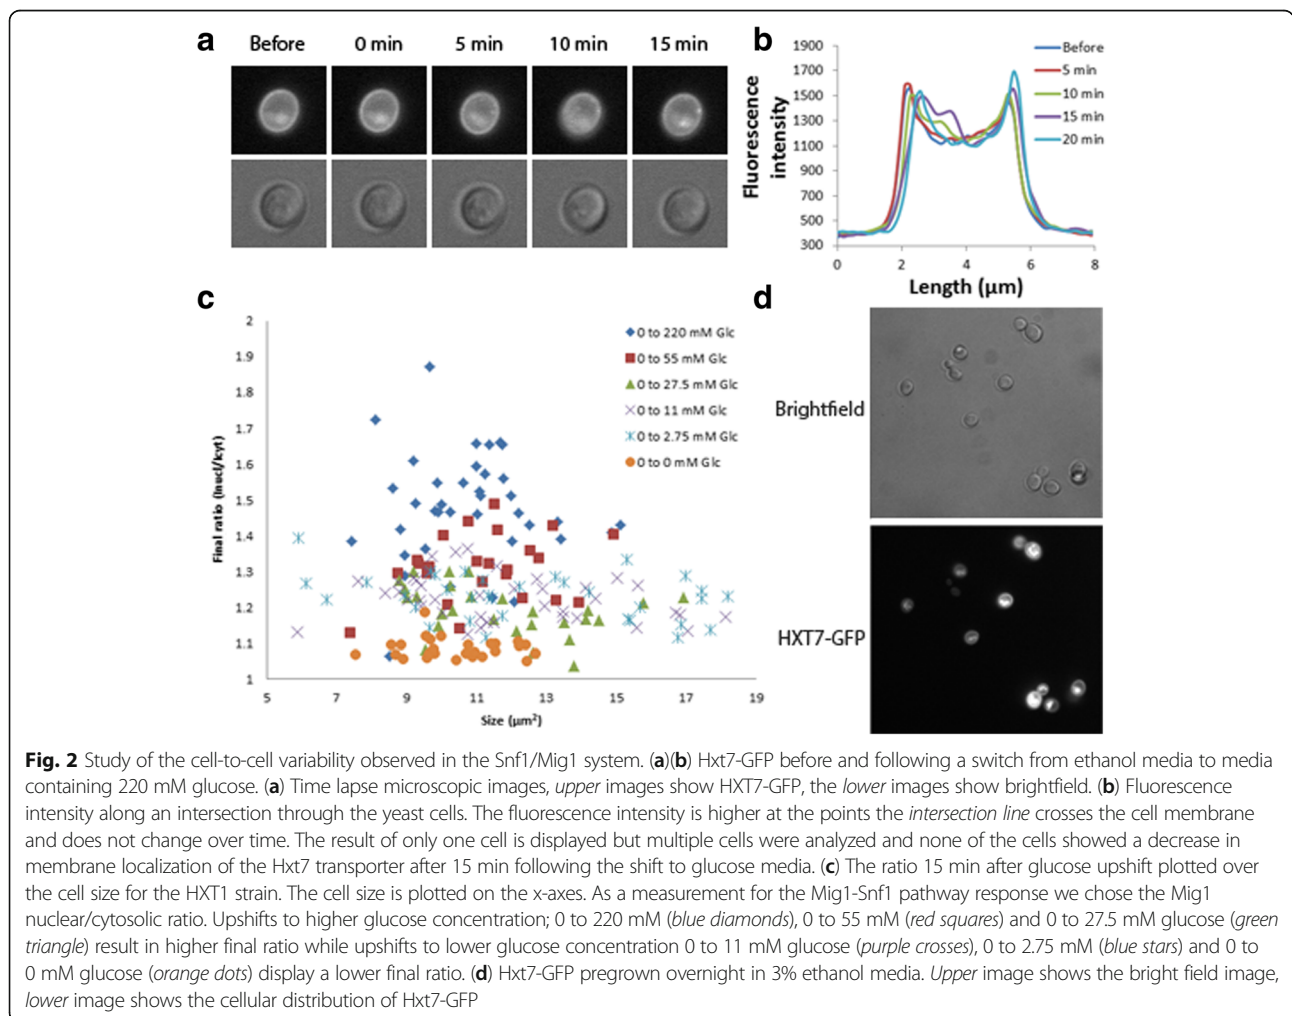 a
Before 0 min 5 min 10 min 15 min
b
Fluorescence
intensity
1900
1700
1500
1300
1100
900
700
500
300
0 2 4 6 8
Length (μm)
Before
5 min
10 min
15 min
20 min
c
Final ratio (Inucl/Icyt)
2
1.9
1.8
1.7
1.6
1.5
1.4
1.3
1.2
1.1
1
5 7 9 11 13 15 17 19
Size (μm²)
0 to 220 mM Glc
0 to 55 mM Glc
0 to 27.5 mM Glc
0 to 11 mM Glc
0 to 2.75 mM Glc
0 to 0 mM Glc
d
Brightfield
HXT7-GFP
Fig. 2 Study of the cell-to-cell variability observed in the Snf1/Mig1 system. (a)(b) Hxt7-GFP before and following a switch from ethanol media to media
containing 220 mM glucose. (a) Time lapse microscopic images, upper images show HXT7-GFP, the lower images show brightfield. (b) Fluorescence
intensity along an intersection through the yeast cells. The fluorescence intensity is higher at the points the intersection line crosses the cell membrane
and does not change over time. The result of only one cell is displayed but multiple cells were analyzed and none of the cells showed a decrease in
membrane localization of the Hxt7 transporter after 15 min following the shift to glucose media. (c) The ratio 15 min after glucose upshift plotted over
the cell size for the HXT1 strain. The cell size is plotted on the x-axes. As a measurement for the Mig1-Snf1 pathway response we chose the Mig1
nuclear/cytosolic ratio. Upshifts to higher glucose concentration; 0 to 220 mM (blue diamonds), 0 to 55 mM (red squares) and 0 to 27.5 mM glucose (green
triangle) result in higher final ratio while upshifts to lower glucose concentration 0 to 11 mM glucose (purple crosses), 0 to 2.75 mM (blue stars) and 0 to
0 mM glucose (orange dots) display a lower final ratio. (d) Hxt7-GFP pregrown overnight in 3% ethanol media. Upper image shows the bright field image,
lower image shows the cellular distribution of Hxt7-GFP